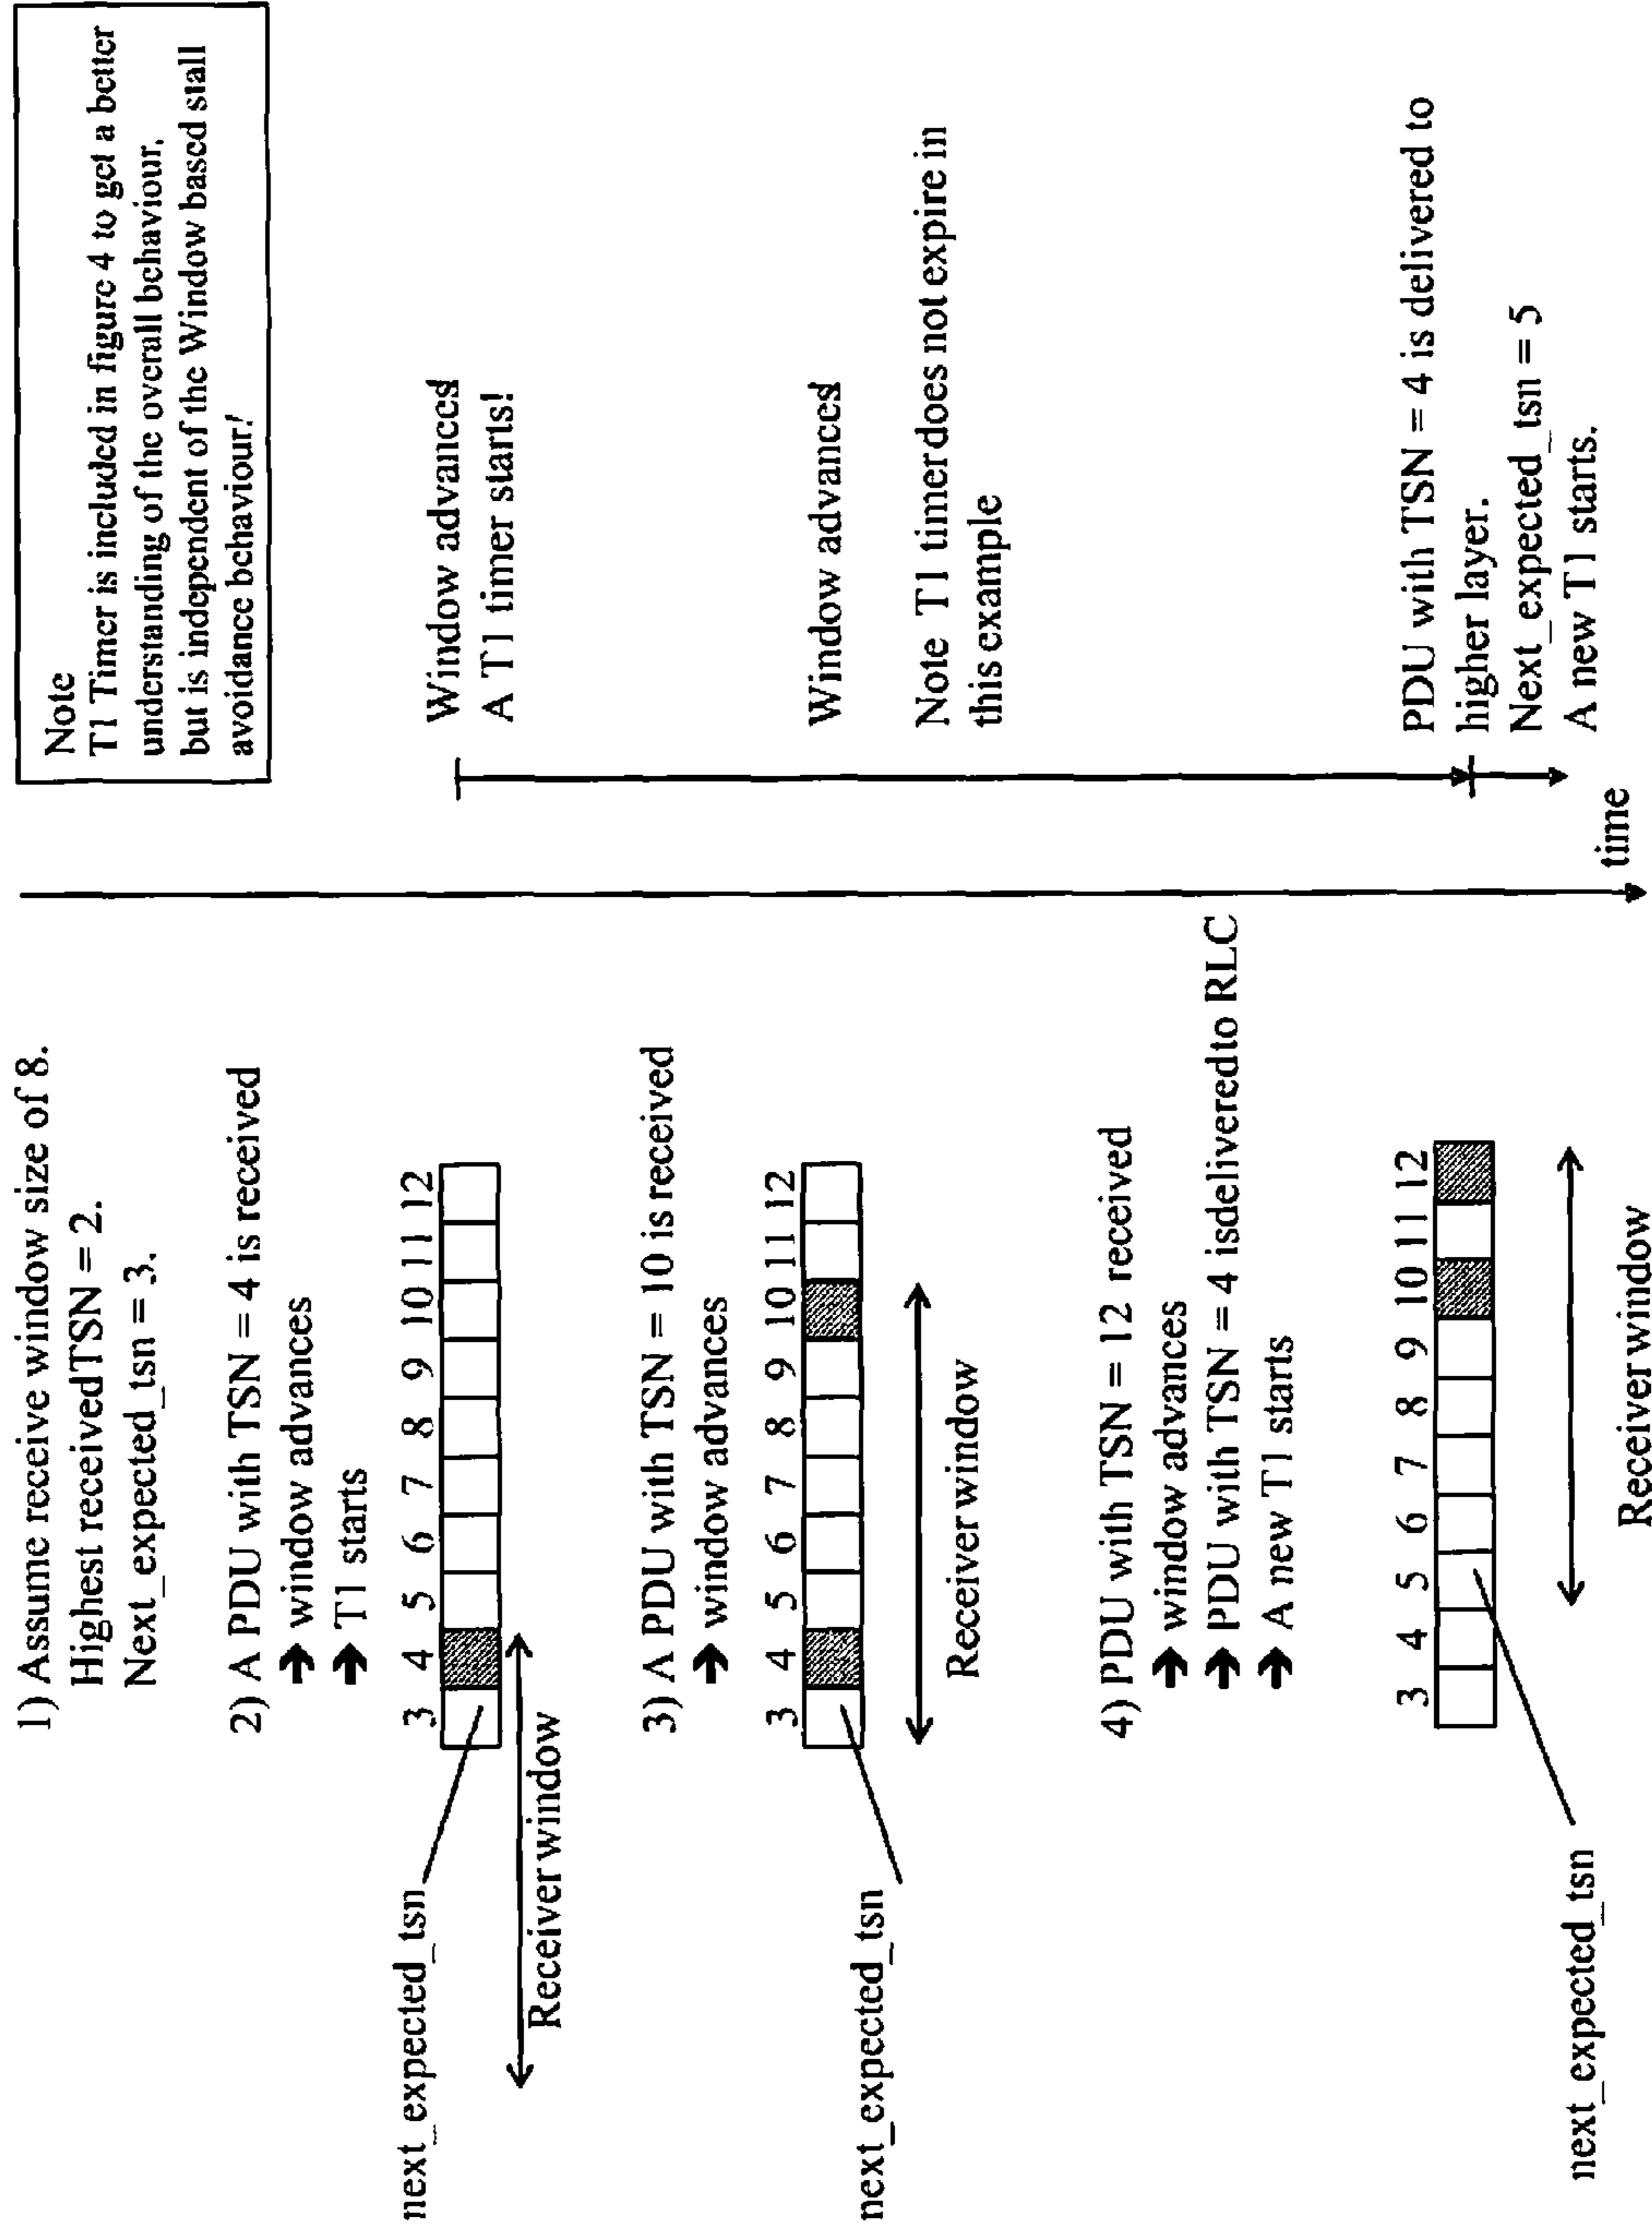 1) Assume receive window size of 8.
Highest received TSN = 2.
Next_expected_tsn = 3.
2) A PDU with TSN = 4 is received
➔ window advances
➔ T1 starts
3 4 5 6 7 8 9 10 11 12
next_expected_tsn
Receiver window
3) A PDU with TSN = 10 is received
➔ window advances
3 4 5 6 7 8 9 10 11 12
next_expected_tsn
Receiver window
4) PDU with TSN = 12 received
➔ window advances
➔ PDU with TSN = 4 isdeliveredto RLC
➔ A new T1 starts
3 4 5 6 7 8 9 10 11 12
next_expected_tsn
Receiver window
time
Note
T1 Timer is included in figure 4 to get a better
understanding of the overall behaviour,
but is independent of the Window based stall
avoidance behaviour!
Window advances
A T1 timer starts!
Window advances
Note T1 timerdoes not expire in
this example
PDU with TSN = 4 is delivered to
higher layer.
Next_expected_tsn = 5
A new T1 starts.